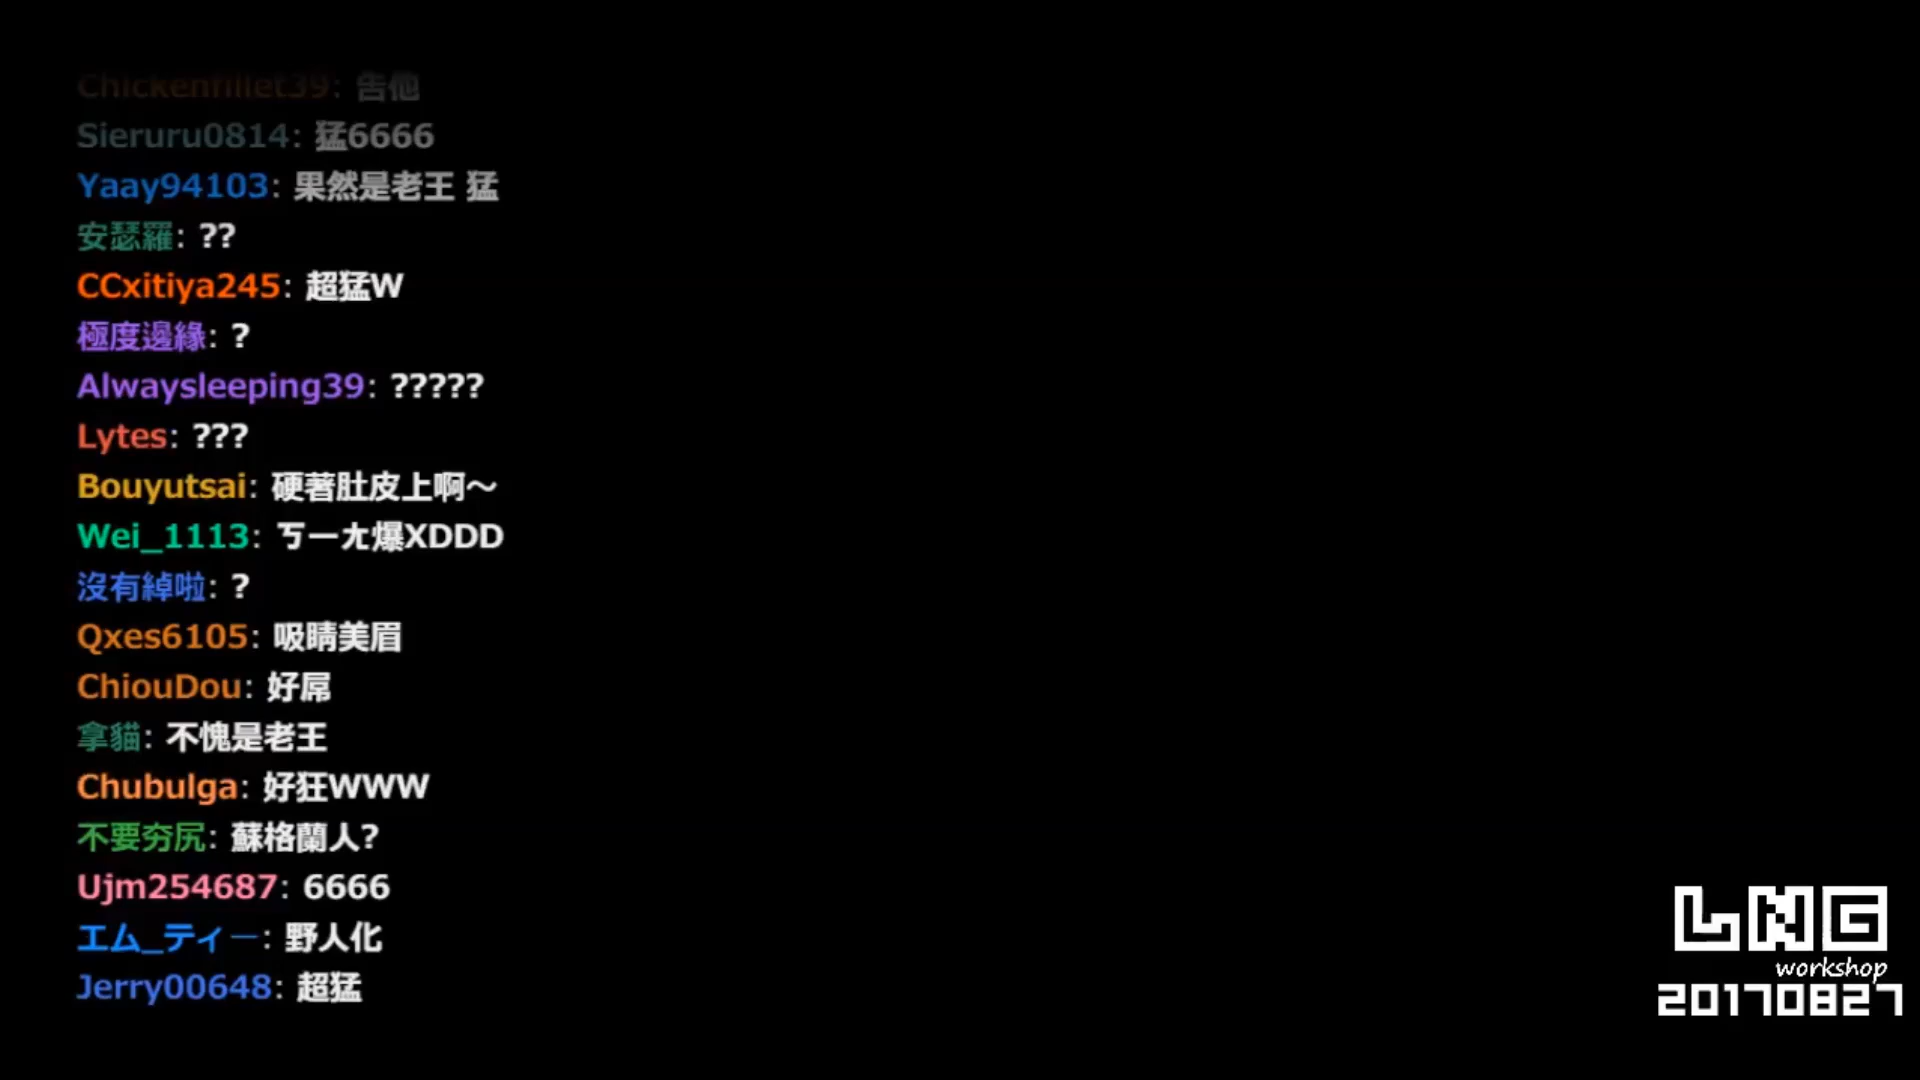 Chickenfillet39: 告他
Sieruru0814: 猛6666
Yaay94103: 果然是老王 猛
安瑟羅: ??
CCxitiya245: 超猛W
極度邊緣: ?
Alwaysleeping39: ?????
Lytes: ???
Bouyutsai: 硬著肚皮上啊～
Wei_1113: ㄎㄧㄤ爆XDDD
沒有綽啦: ?
Qxes6105: 吸睛美眉
ChiouDou: 好屌
拿貓: 不愧是老王
Chubulga: 好狂WWW
不要夯尻: 蘇格蘭人?
Ujm254687: 6666
エム_ティー: 野人化
Jerry00648: 超猛
LNG
workshop
20170827